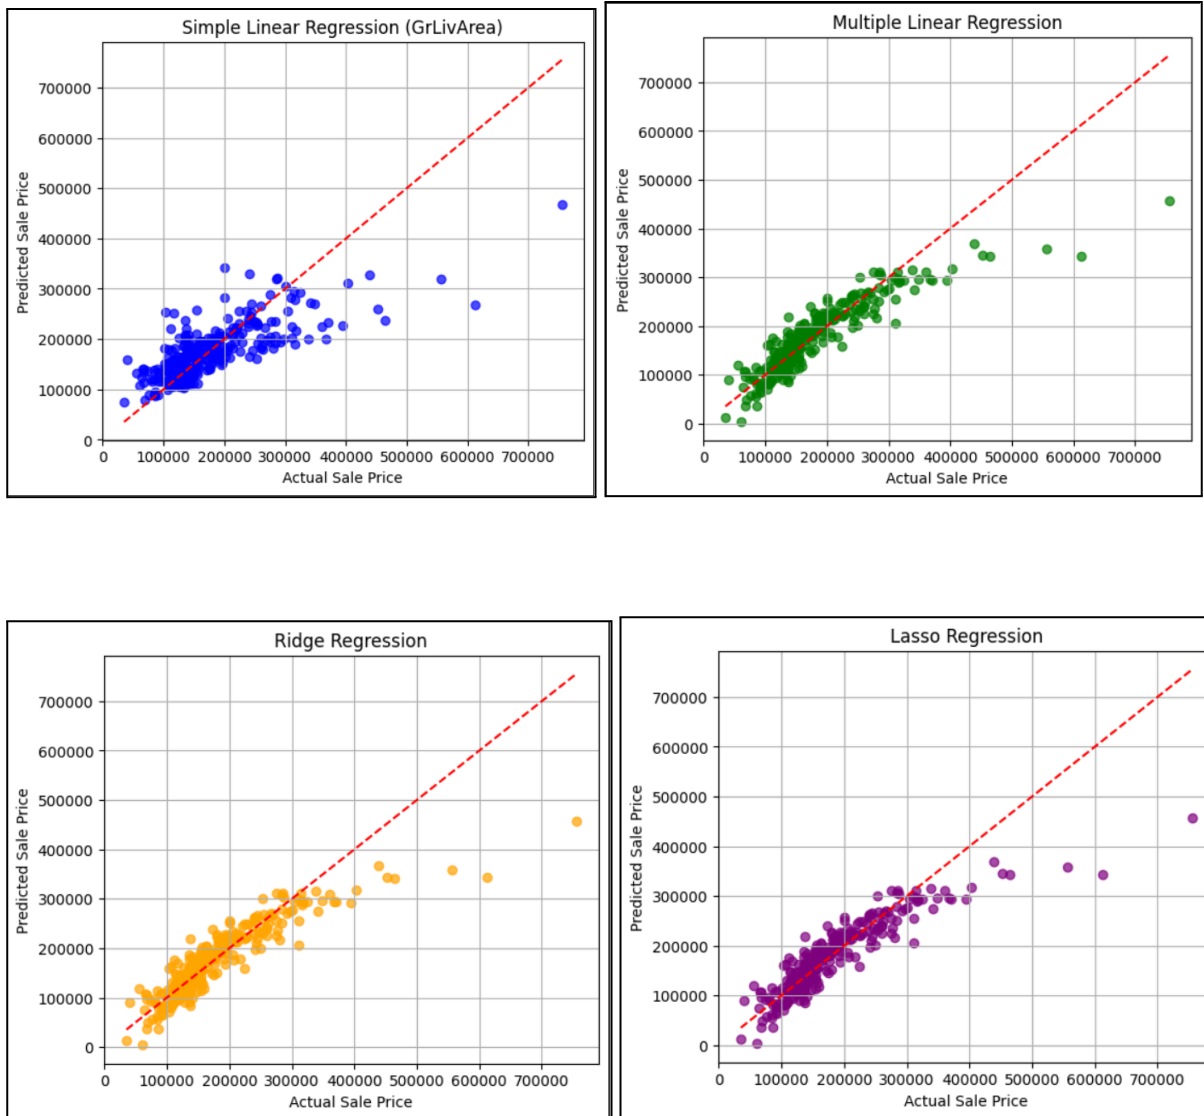 Simple Linear Regression (GrLivArea)
700000
600000
500000
400000
300000
200000
100000
0
Predicted Sale Price
100000 200000 300000 400000 500000 600000 700000
Actual Sale Price
Multiple Linear Regression
700000
600000
500000
400000
300000
200000
100000
0
Predicted Sale Price
0 100000 200000 300000 400000 500000 600000 700000
Actual Sale Price
Ridge Regression
700000
600000
500000
400000
300000
200000
100000
0
Predicted Sale Price
0 100000 200000 300000 400000 500000 600000 700000
Actual Sale Price
Lasso Regression
700000
600000
500000
400000
300000
200000
100000
0
Predicted Sale Price
0 100000 200000 300000 400000 500000 600000 700000
Actual Sale Price